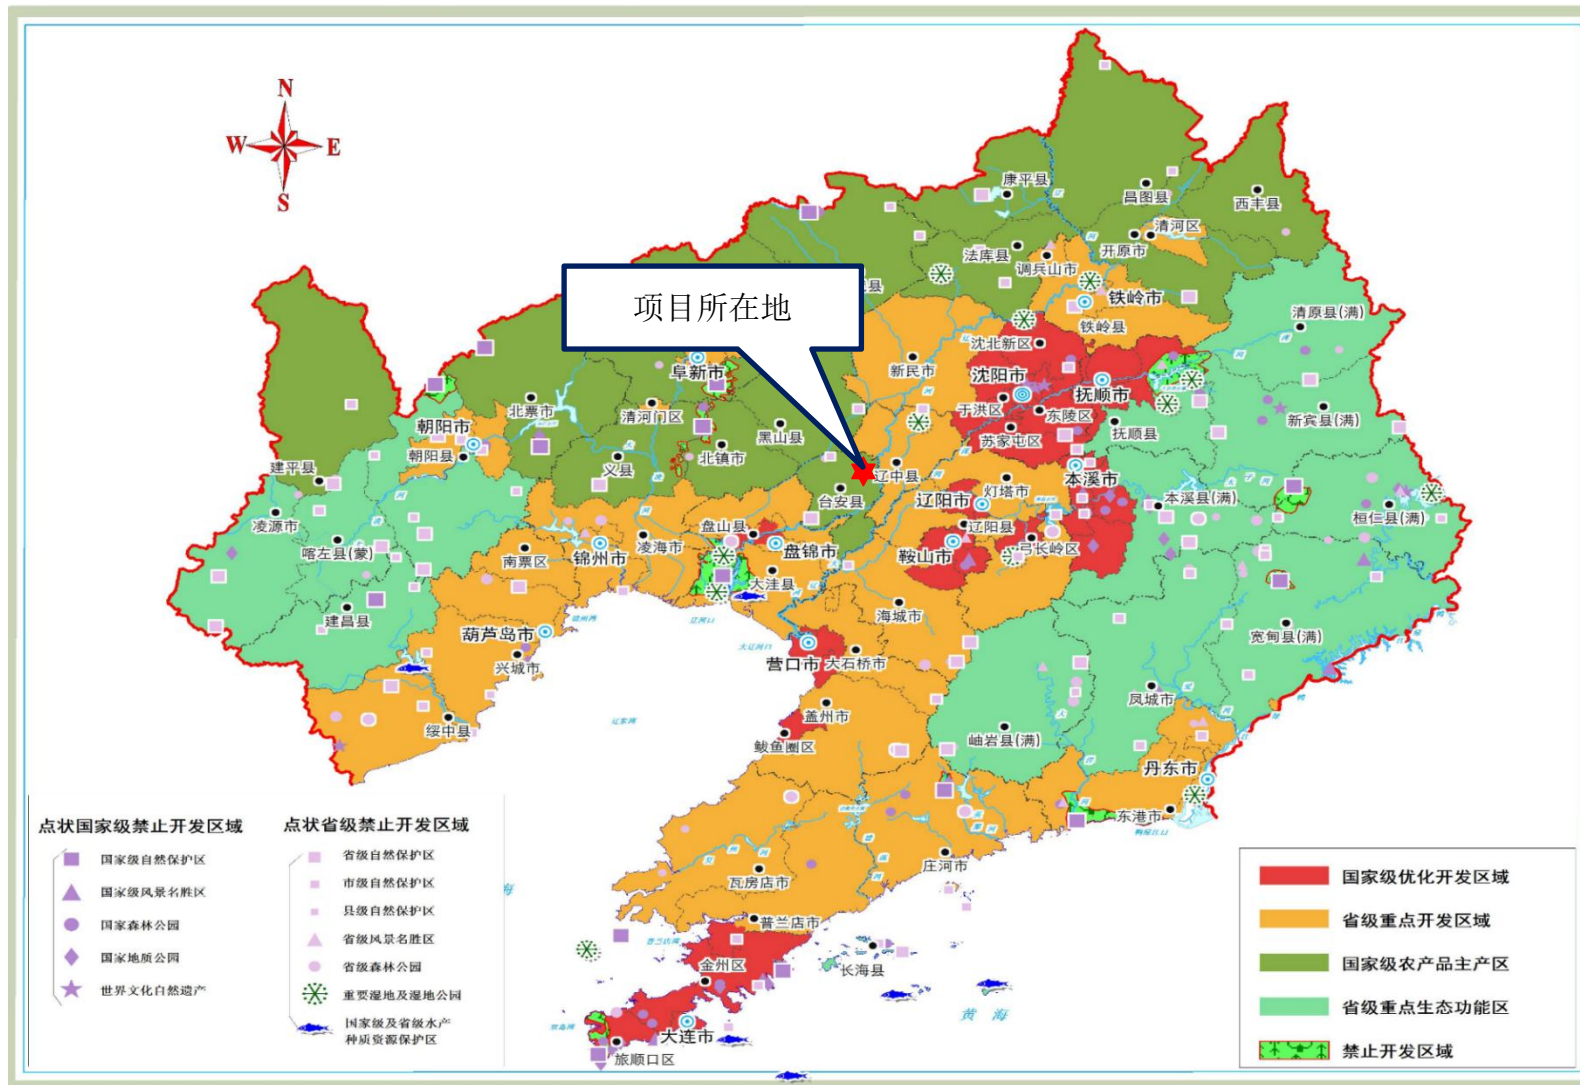 N
W
E
S
项目所在地
康平县
昌图县
西丰县
清河区
开原市
法库县
调兵山市
铁岭市
铁岭县
清原县(满)
县
沈北新区
新民市
沈阳市
抚顺市
阜新市
于洪区
东陵区
新宾县(满)
北票市
清河门区
黑山县
苏家屯区
抚顺县
朝阳市
朝阳县
义县
北镇市
辽中县
本溪市
建平县
台安县
辽阳市
灯塔市
本溪县(满)
桓仁县(满)
凌源市
盘山县
辽阳县
喀左县(蒙)
南票区
锦州市
凌海市
盘锦市
鞍山市
弓长岭区
大洼县
建昌县
海城市
宽甸县(满)
葫芦岛市
辽河口
大辽河口
兴城市
营口市
大石桥市
凤城市
绥中县
辽东湾
盖州市
鲅鱼圈区
岫岩县(满)
丹东市
东港市
鸭绿江口
庄河市
瓦房店市
普兰店市
普兰店湾
金州区
长海县
黄 海
海
大连市
旅顺口区
点状国家级禁止开发区域
国家级自然保护区
国家级风景名胜区
国家森林公园
国家地质公园
世界文化自然遗产
点状省级禁止开发区域
省级自然保护区
市级自然保护区
县级自然保护区
省级风景名胜区
省级森林公园
重要湿地及湿地公园
国家级及省级水产
种质资源保护区
国家级优化开发区域
省级重点开发区域
国家级农产品主产区
省级重点生态功能区
禁止开发区域